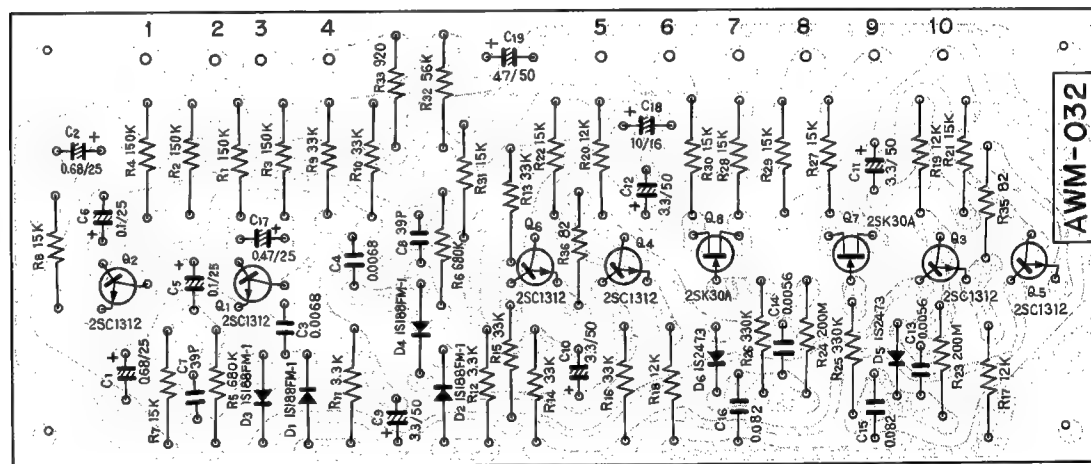 1 2 3 4 5 6 7 8 9 10
AWM-032
R33 920
R32 56K
C19
47/50
C2
0.68/25
R4 150K
R2 150K
R1 150K
R3 150K
R9 33K
R10 33K
R31 15K
R13 33K
R22 15K
R20 12K
C18
10/16
R30 15K
R28 15K
R29 15K
R27 15K
C11
3.3/50
R19 12K
R21 15K
R35 82
R8 15K
C6
0.1/25
C17
0.47/25
C4
0.0068
C8 39P
R6 680K
R36 82
C12
3.3/50
Q2
2SC1312
C5
0.1/25
Q1
2SC1312
C3
0.0068
D4 1S188FM-1
Q6
2SC1312
Q4
2SC1312
Q8
2SK30A
Q7
2SK30A
Q3
2SC1312
Q5
2SC1312
C1
0.68/25
R7 15K
C7
39P
R5 680K
D3 1S188FM-1
D1 1S188FM-1
R11 3.3K
C9
3.3/50
D2 1S188FM-1
R12 3.3K
R15 33K
R14 33K
C10
3.3/50
R16 33K
R18 12K
D6 1S2473
C16
0.082
R26 330K
C14
0.0056
R24 200M
R25 330K
D5 1S2473
C15
0.082
C13
0.0056
R23 200M
R17 12K